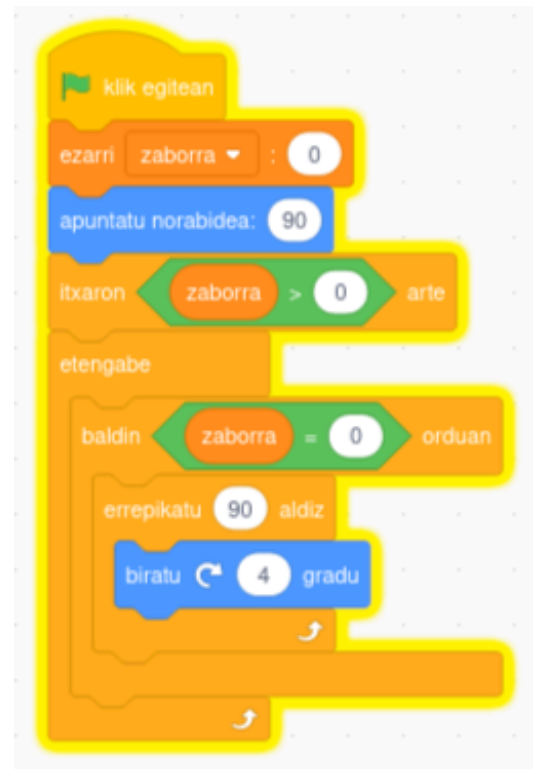 klik egitean
ezarri zaborra : 0
apuntatu norabidea: 90
itxaron zaborra > 0 arte
etengabe
baldin zaborra = 0 orduan
errepikatu 90 aldiz
biratu 4 gradu